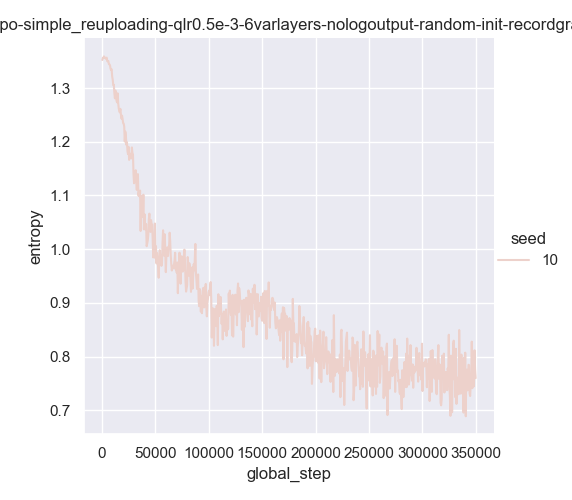 po-simple_reuploading-qlr0.5e-3-6varlayers-nologoutput-random-init-recordgra
1.3
1.2
1.1
1.0
0.9
0.8
0.7
entropy
seed
10
0 50000 100000 150000 200000 250000 300000 350000
global_step